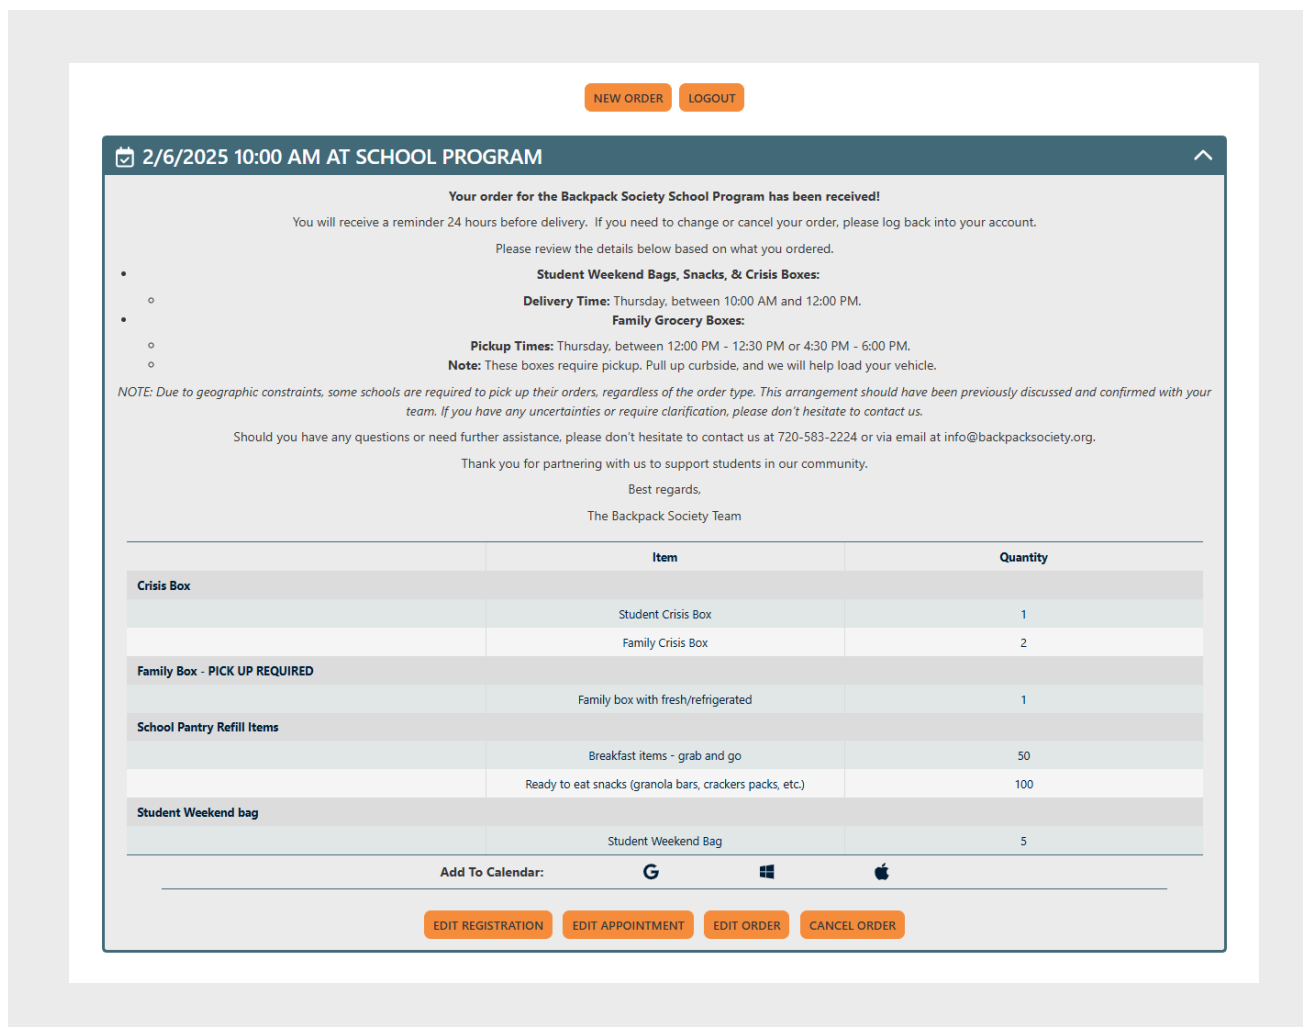 NEW ORDER LOGOUT
2/6/2025 10:00 AM AT SCHOOL PROGRAM
Your order for the Backpack Society School Program has been received!
You will receive a reminder 24 hours before delivery. If you need to change or cancel your order, please log back into your account.
Please review the details below based on what you ordered.
Student Weekend Bags, Snacks, & Crisis Boxes:
Delivery Time: Thursday, between 10:00 AM and 12:00 PM.
Family Grocery Boxes:
Pickup Times: Thursday, between 12:00 PM - 12:30 PM or 4:30 PM - 6:00 PM.
Note: These boxes require pickup. Pull up curbside, and we will help load your vehicle.
NOTE: Due to geographic constraints, some schools are required to pick up their orders, regardless of the order type. This arrangement should have been previously discussed and confirmed with your
team. If you have any uncertainties or require clarification, please don't hesitate to contact us.
Should you have any questions or need further assistance, please don't hesitate to contact us at 720-583-2224 or via email at info@backpacksociety.org.
Thank you for partnering with us to support students in our community.
Best regards,
The Backpack Society Team
Item Quantity
Crisis Box
Student Crisis Box 1
Family Crisis Box 2
Family Box - PICK UP REQUIRED
Family box with fresh/refrigerated 1
School Pantry Refill Items
Breakfast items - grab and go 50
Ready to eat snacks (granola bars, crackers packs, etc.) 100
Student Weekend bag
Student Weekend Bag 5
Add To Calendar:
EDIT REGISTRATION EDIT APPOINTMENT EDIT ORDER CANCEL ORDER